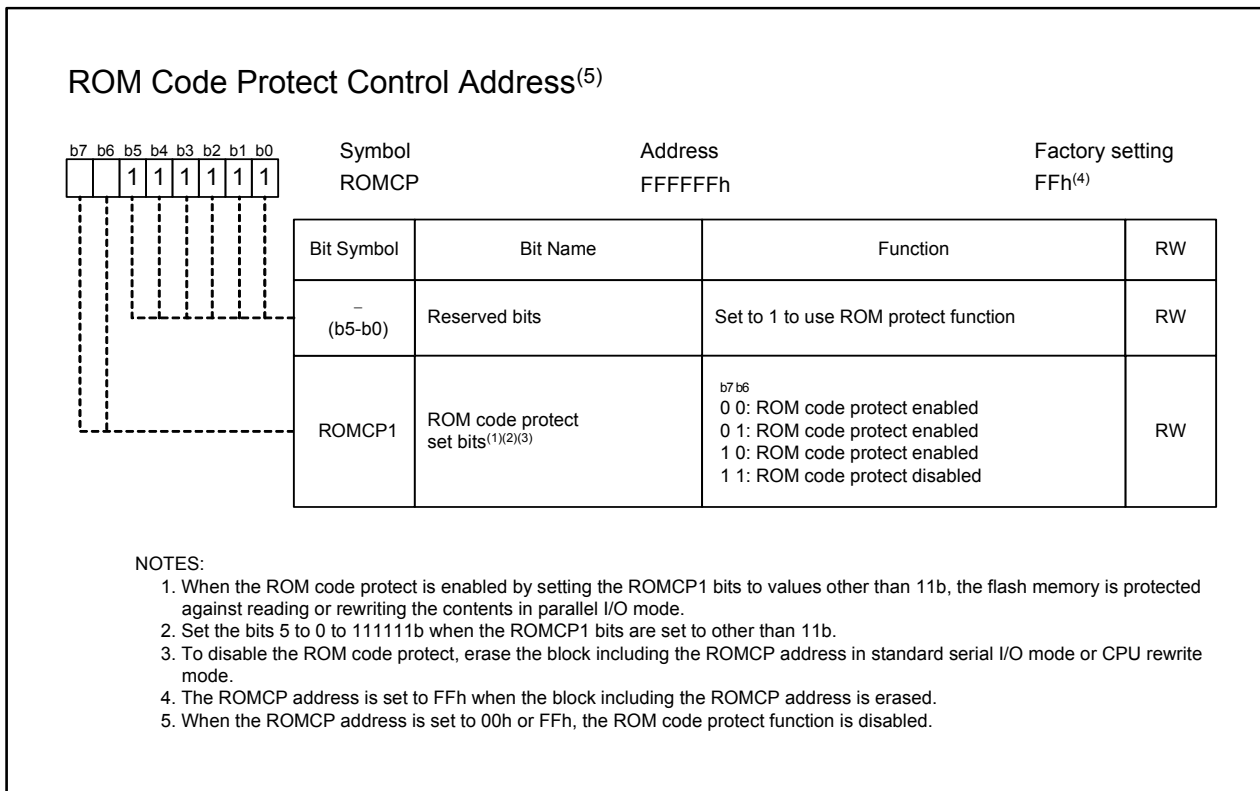 ROM Code Protect Control Address(5)
b7 b6 b5 b4 b3 b2 b1 b0
1 1 1 1 1 1
Symbol Address Factory setting
ROMCP FFFFFFh FFh(4)
Bit Symbol Bit Name Function RW
–
(b5-b0) Reserved bits Set to 1 to use ROM protect function RW
ROMCP1 ROM code protect
set bits(1)(2)(3)
b7 b6
0 0: ROM code protect enabled
0 1: ROM code protect enabled
1 0: ROM code protect enabled
1 1: ROM code protect disabled
RW
NOTES:
1. When the ROM code protect is enabled by setting the ROMCP1 bits to values other than 11b, the flash memory is protected
against reading or rewriting the contents in parallel I/O mode.
2. Set the bits 5 to 0 to 111111b when the ROMCP1 bits are set to other than 11b.
3. To disable the ROM code protect, erase the block including the ROMCP address in standard serial I/O mode or CPU rewrite
mode.
4. The ROMCP address is set to FFh when the block including the ROMCP address is erased.
5. When the ROMCP address is set to 00h or FFh, the ROM code protect function is disabled.